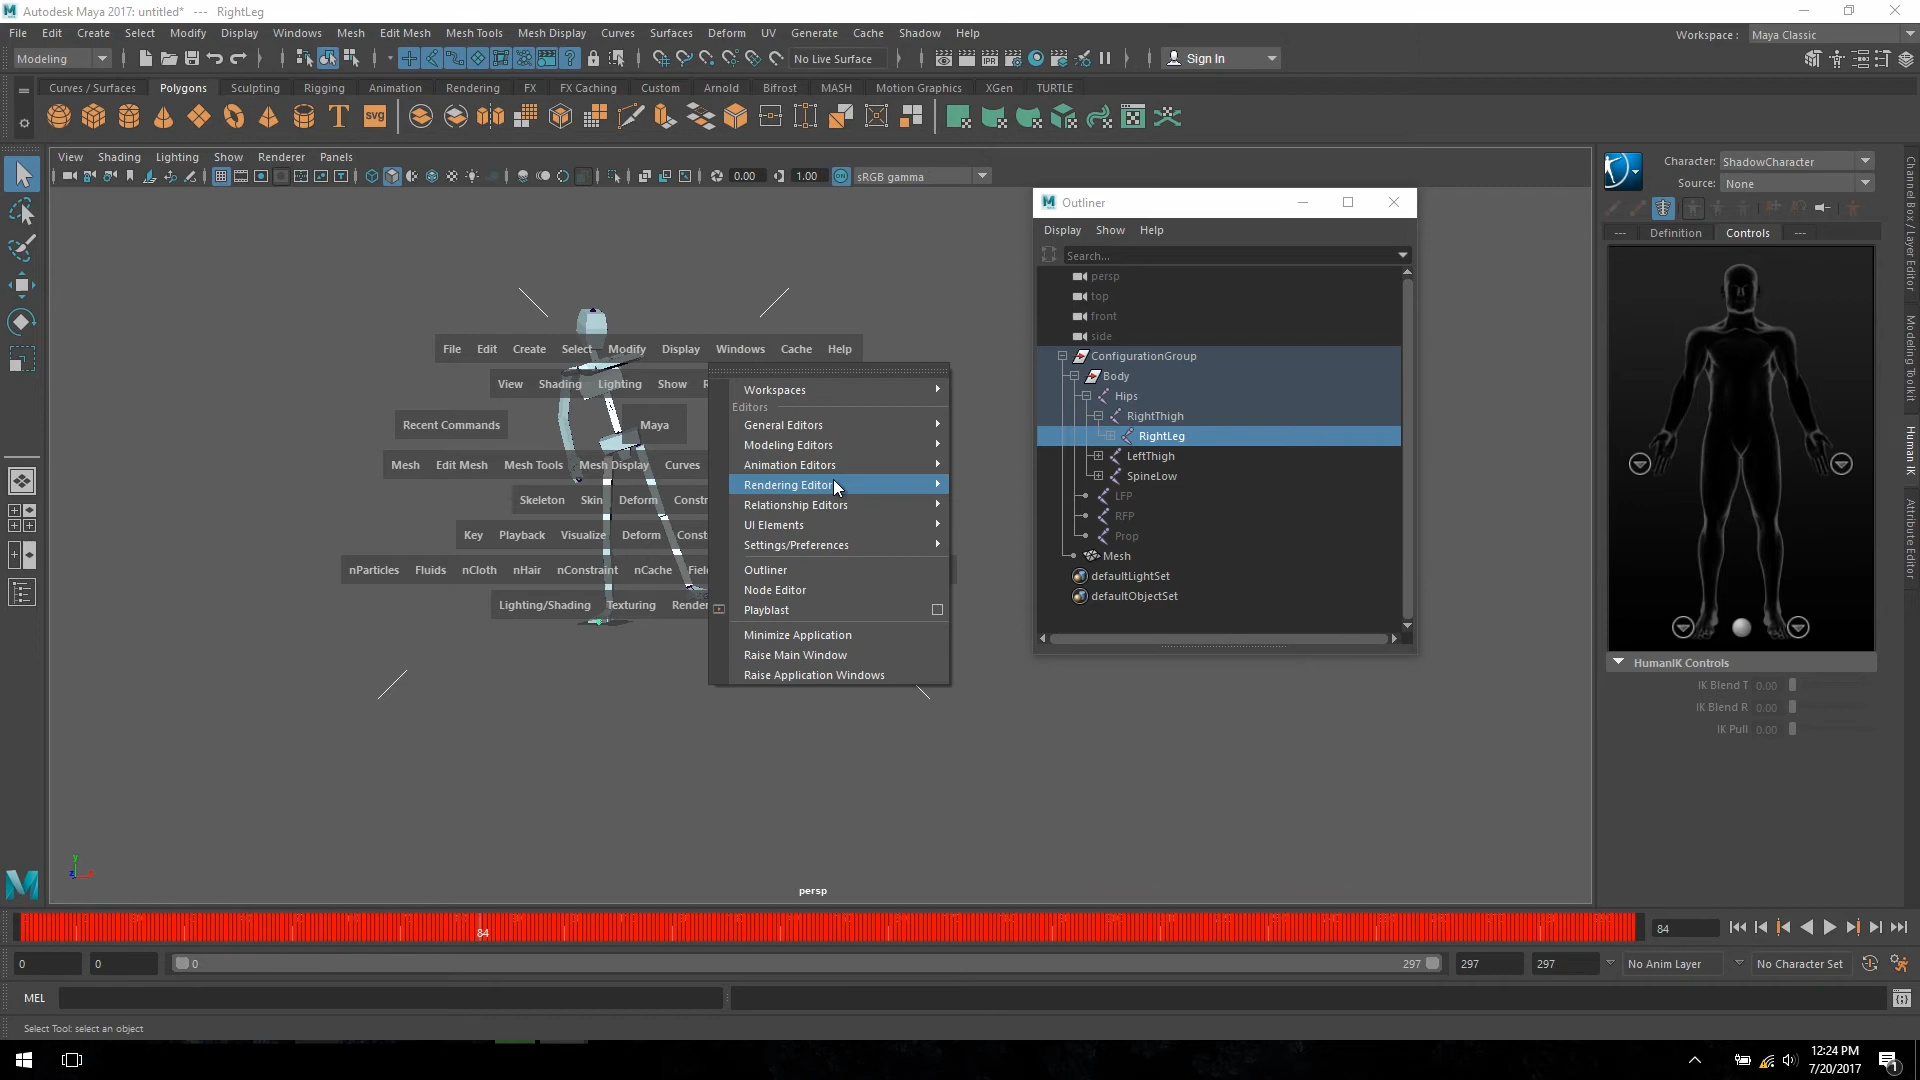 Autodesk Maya 2017: untitled* --- RightLeg
File Edit Create Select Modify Display Windows Mesh Edit Mesh Mesh Tools Mesh Display Curves Surfaces Deform UV Generate Cache Shadow Help
Workspace : Maya Classic
Modeling
No Live Surface
Sign In
Curves / Surfaces Polygons Sculpting Rigging Animation Rendering FX FX Caching Custom Arnold Bifrost MASH Motion Graphics XGen TURTLE
SVG
IPR
View Shading Lighting Show Renderer Panels
0.00 1.00 ON sRGB gamma
Outliner
Display Show Help
Search...
persp
top
front
side
ConfigurationGroup
Body
Hips
RightThigh
RightLeg
LeftThigh
SpineLow
LFP
RFP
Prop
Mesh
defaultLightSet
defaultObjectSet
File Edit Create Select Modify Display Windows Cache Help
View Shading Lighting Show
Recent Commands
Maya
Mesh Edit Mesh Mesh Tools Mesh Display Curves
Skeleton Skin Deform Constr
Key Playback Visualize Deform Const
nParticles Fluids nCloth nHair nConstraint nCache Fiel
Lighting/Shading Texturing Render
Workspaces
Editors
General Editors
Modeling Editors
Animation Editors
Rendering Editor
Relationship Editors
UI Elements
Settings/Preferences
Outliner
Node Editor
Playblast
Minimize Application
Raise Main Window
Raise Application Windows
Character: ShadowCharacter
Source: None
--- Definition Controls ---
HumanIK Controls
IK Blend T 0.00
IK Blend R 0.00
IK Pull 0.00
Channel Box / Layer Editor
Modeling Toolkit
Human IK
Attribute Editor
y
z
persp
84
84
0 0 0 297 297 297 No Anim Layer No Character Set
MEL
Select Tool: select an object
12:24 PM
7/20/2017
1